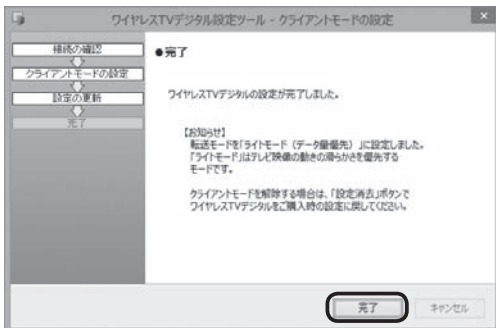 ワイヤレスTVデジタル設定ツール - クライアントモードの設定
接続の確認
クライアントモードの設定
設定の更新
完了
●完了
ワイヤレスTVデジタルの設定が完了しました。
【お知らせ】
転送モードを「ライトモード（データ量優先）」に設定しました。
「ライトモード」はテレビ映像の動きの滑らかさを優先する
モードです。
クライアントモードを解除する場合は、「設定消去」ボタンで
ワイヤレスTVデジタルをご購入時の設定に戻してください。
完了
キャンセル